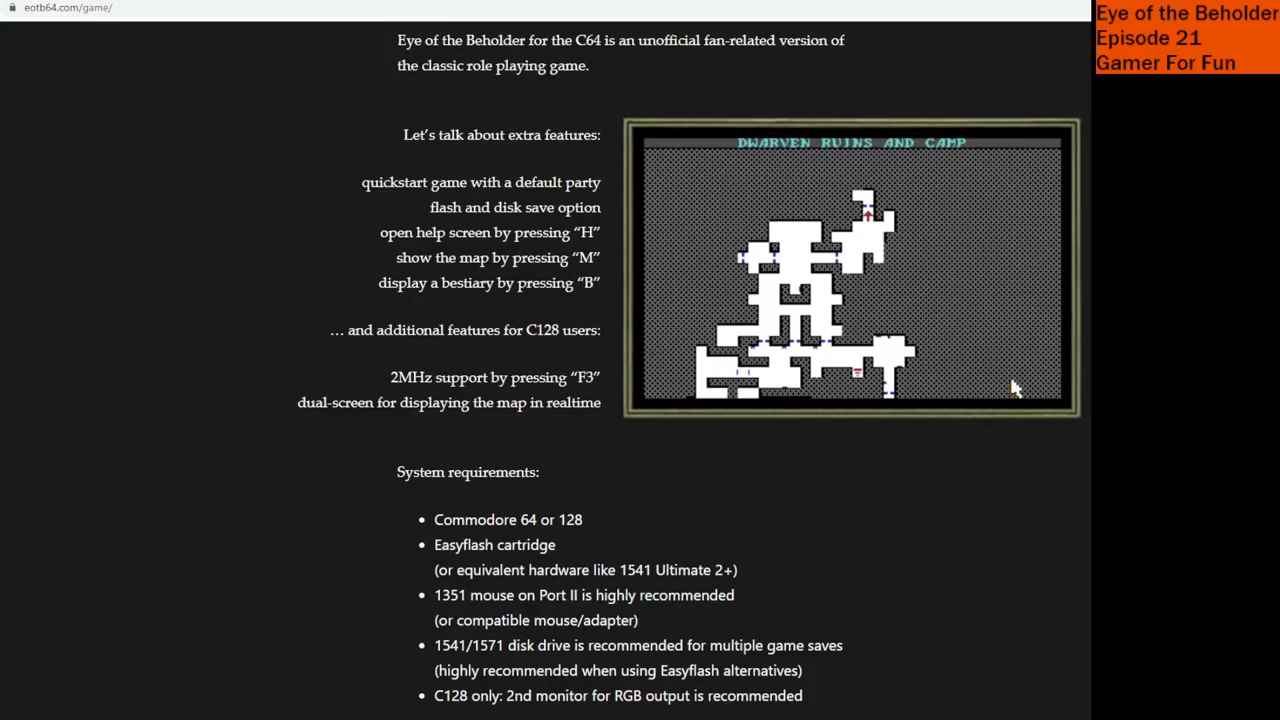 eotb64.com/game/
Eye of the Beholder
Episode 21
Gamer For Fun
Eye of the Beholder for the C64 is an unofficial fan-related version of
the classic role playing game.
Let’s talk about extra features:
quickstart game with a default party
flash and disk save option
open help screen by pressing “H”
show the map by pressing “M”
display a bestiary by pressing “B”
… and additional features for C128 users:
2MHz support by pressing “F3”
dual-screen for displaying the map in realtime
DWARVEN RUINS AND CAMP
System requirements:
• Commodore 64 or 128
• Easyflash cartridge
(or equivalent hardware like 1541 Ultimate 2+)
• 1351 mouse on Port II is highly recommended
(or compatible mouse/adapter)
• 1541/1571 disk drive is recommended for multiple game saves
(highly recommended when using Easyflash alternatives)
• C128 only: 2nd monitor for RGB output is recommended